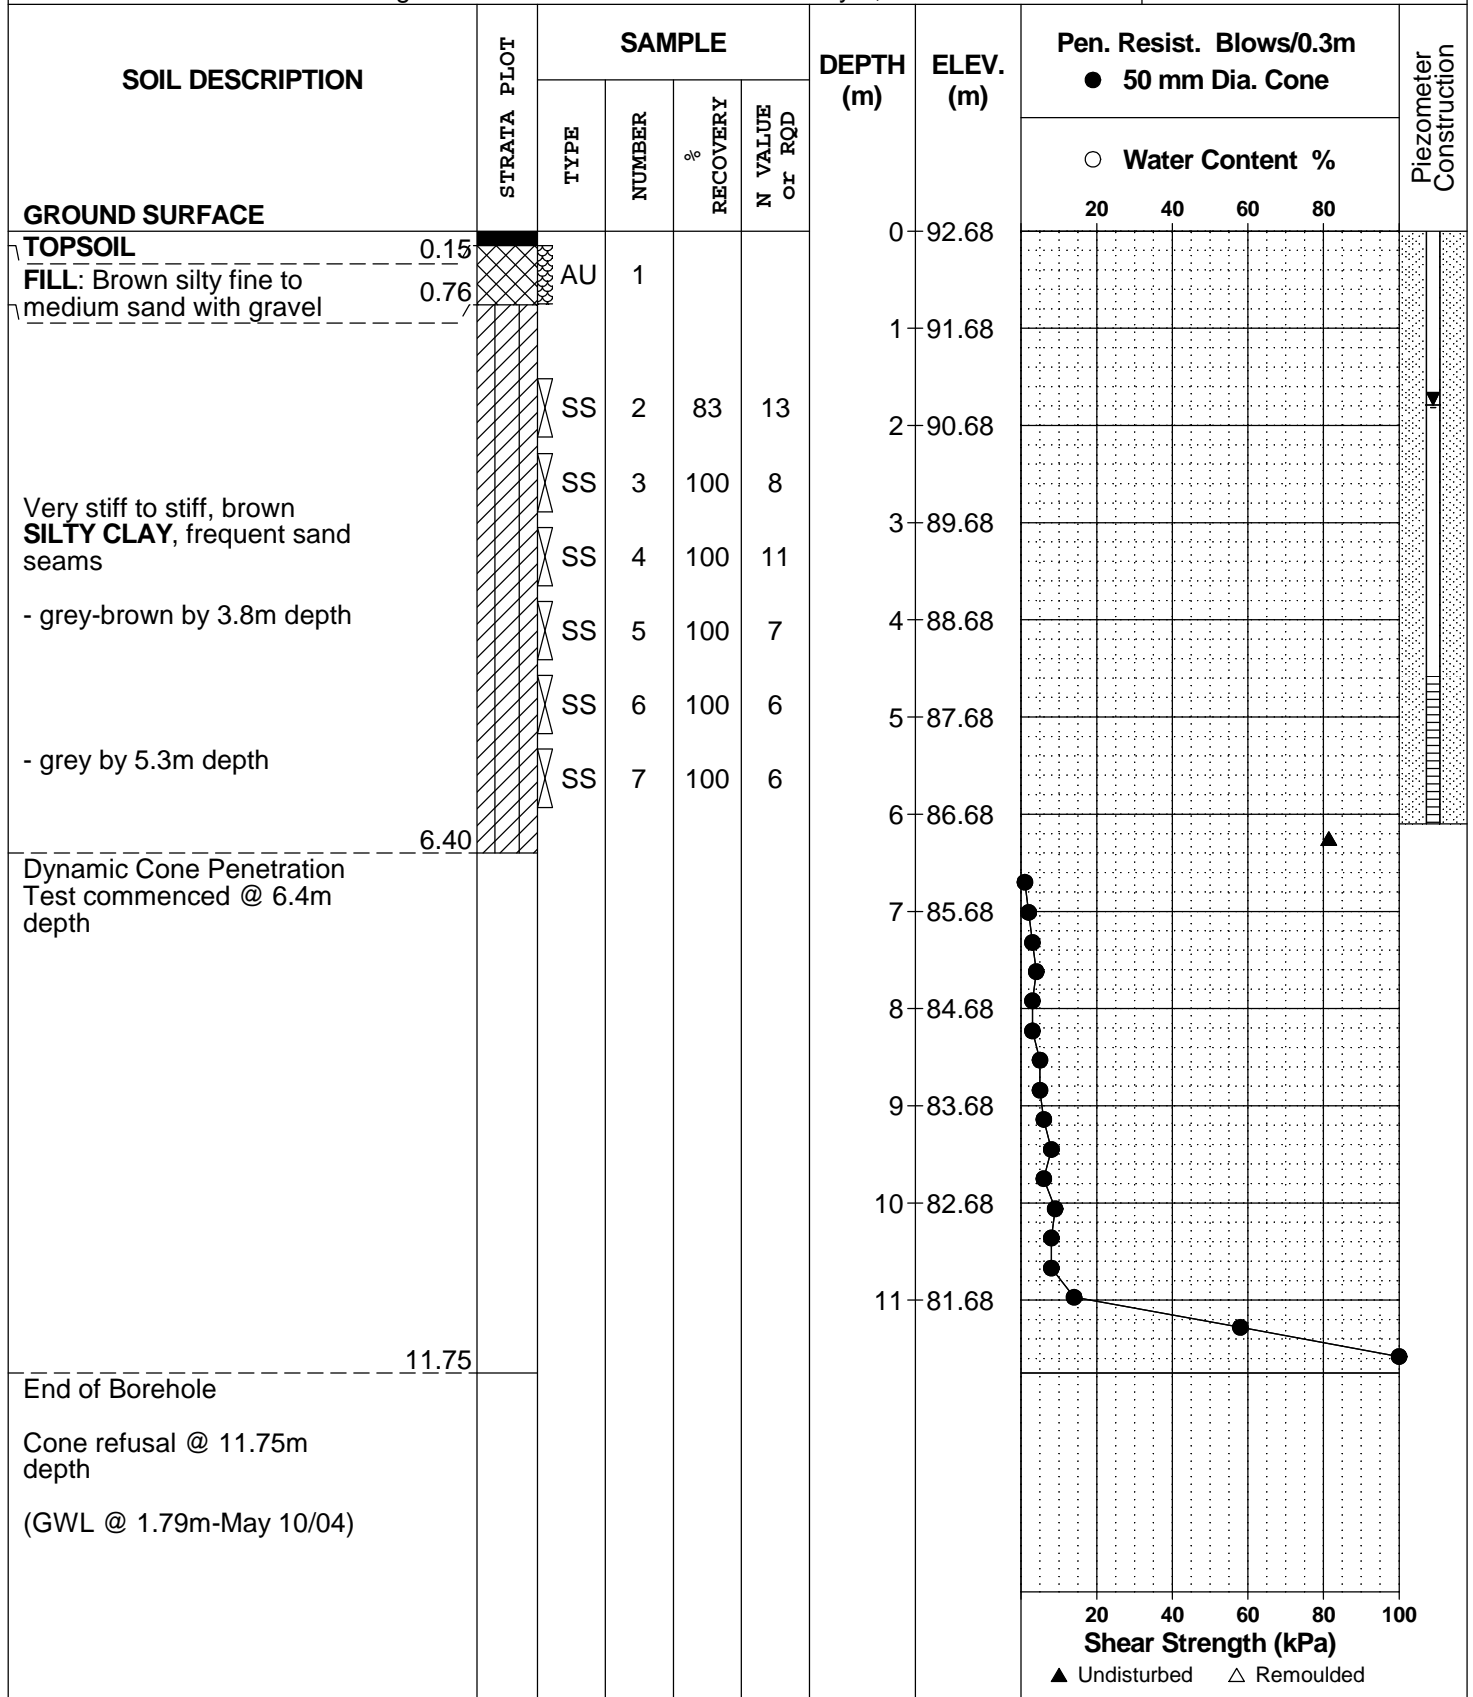 SOIL DESCRIPTION
GROUND SURFACE
STRATA PLOT
SAMPLE
TYPE
NUMBER
%
RECOVERY
N VALUE
or RQD
DEPTH
(m)
ELEV.
(m)
Pen. Resist. Blows/0.3m
● 50 mm Dia. Cone
○ Water Content %
20 40 60 80
Piezometer
Construction
TOPSOIL 0.15
FILL: Brown silty fine to
medium sand with gravel
0.76
Very stiff to stiff, brown
SILTY CLAY, frequent sand
seams
- grey-brown by 3.8m depth
- grey by 5.3m depth
6.40
Dynamic Cone Penetration
Test commenced @ 6.4m
depth
11.75
End of Borehole
Cone refusal @ 11.75m
depth
(GWL @ 1.79m-May 10/04)
AU 1
SS 2 83 13
SS 3 100 8
SS 4 100 11
SS 5 100 7
SS 6 100 6
SS 7 100 6
0 92.68
1 91.68
2 90.68
3 89.68
4 88.68
5 87.68
6 86.68
7 85.68
8 84.68
9 83.68
10 82.68
11 81.68
20 40 60 80 100
Shear Strength (kPa)
▲ Undisturbed △ Remoulded